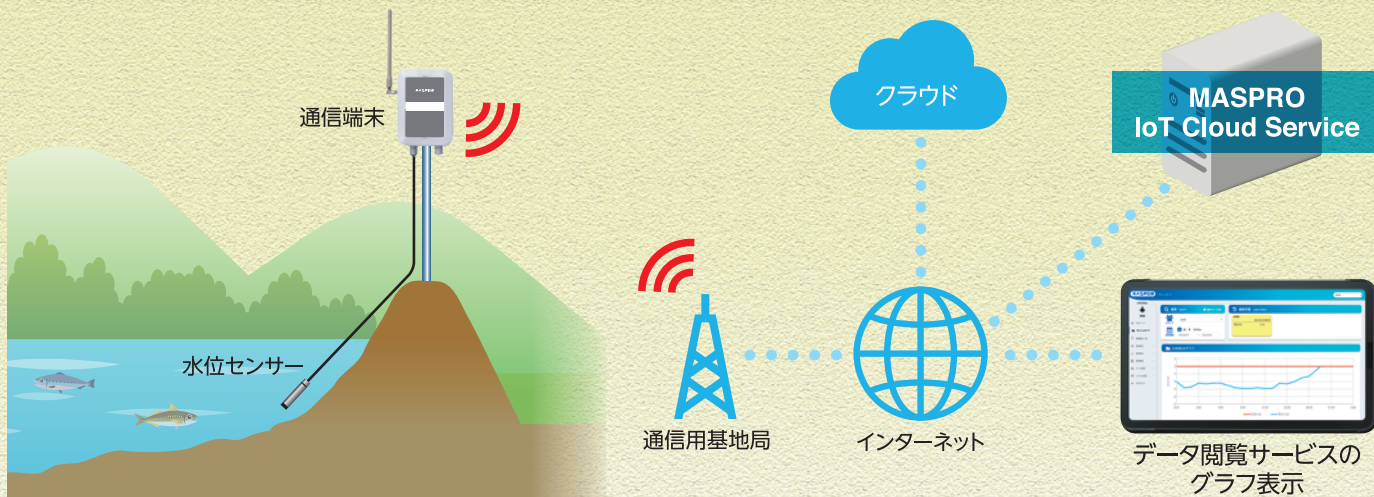 通信端末
MASPRO
クラウド
MASPRO
IoT Cloud Service
水位センサー
通信用基地局
インターネット
MASPRO
データ閲覧サービスの
グラフ表示